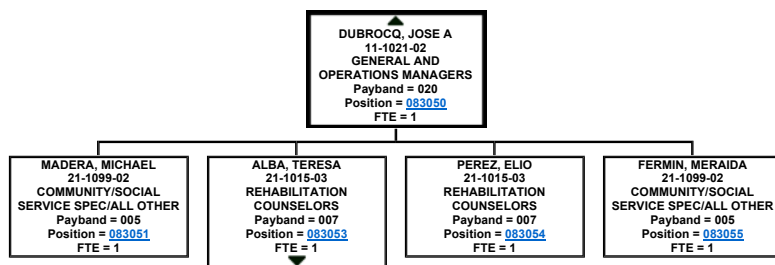 DUBROCQ, JOSE A
11-1021-02
GENERAL AND
OPERATIONS MANAGERS
Payband = 020
Position = 083050
FTE = 1
MADERA, MICHAEL
21-1099-02
COMMUNITY/SOCIAL
SERVICE SPEC/ALL OTHER
Payband = 005
Position = 083051
FTE = 1
ALBA, TERESA
21-1015-03
REHABILITATION
COUNSELORS
Payband = 007
Position = 083053
FTE = 1
PEREZ, ELIO
21-1015-03
REHABILITATION
COUNSELORS
Payband = 007
Position = 083054
FTE = 1
FERMIN, MERAIDA
21-1099-02
COMMUNITY/SOCIAL
SERVICE SPEC/ALL OTHER
Payband = 005
Position = 083055
FTE = 1